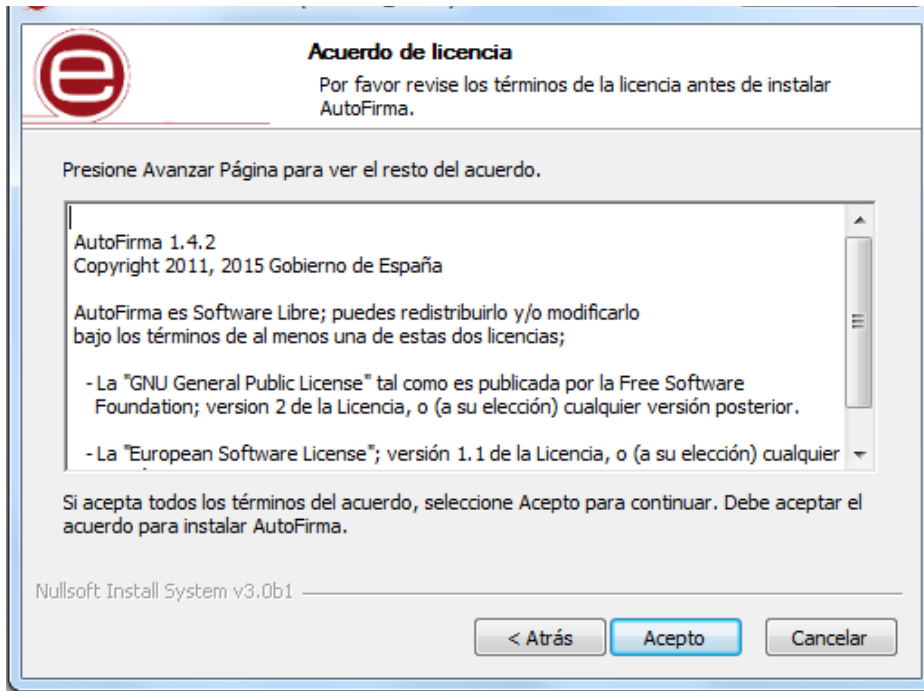 Acuerdo de licencia
Por favor revise los términos de la licencia antes de instalar
AutoFirma.
Presione Avanzar Página para ver el resto del acuerdo.
AutoFirma 1.4.2
Copyright 2011, 2015 Gobierno de España
AutoFirma es Software Libre; puedes redistribuirlo y/o modificarlo
bajo los términos de al menos una de estas dos licencias;
- La "GNU General Public License" tal como es publicada por la Free Software
Foundation; version 2 de la Licencia, o (a su elección) cualquier versión posterior.
- La "European Software License"; versión 1.1 de la Licencia, o (a su elección) cualquier
Si acepta todos los términos del acuerdo, seleccione Acepto para continuar. Debe aceptar el
acuerdo para instalar AutoFirma.
Nullsoft Install System v3.0b1
< Atrás
Acepto
Cancelar